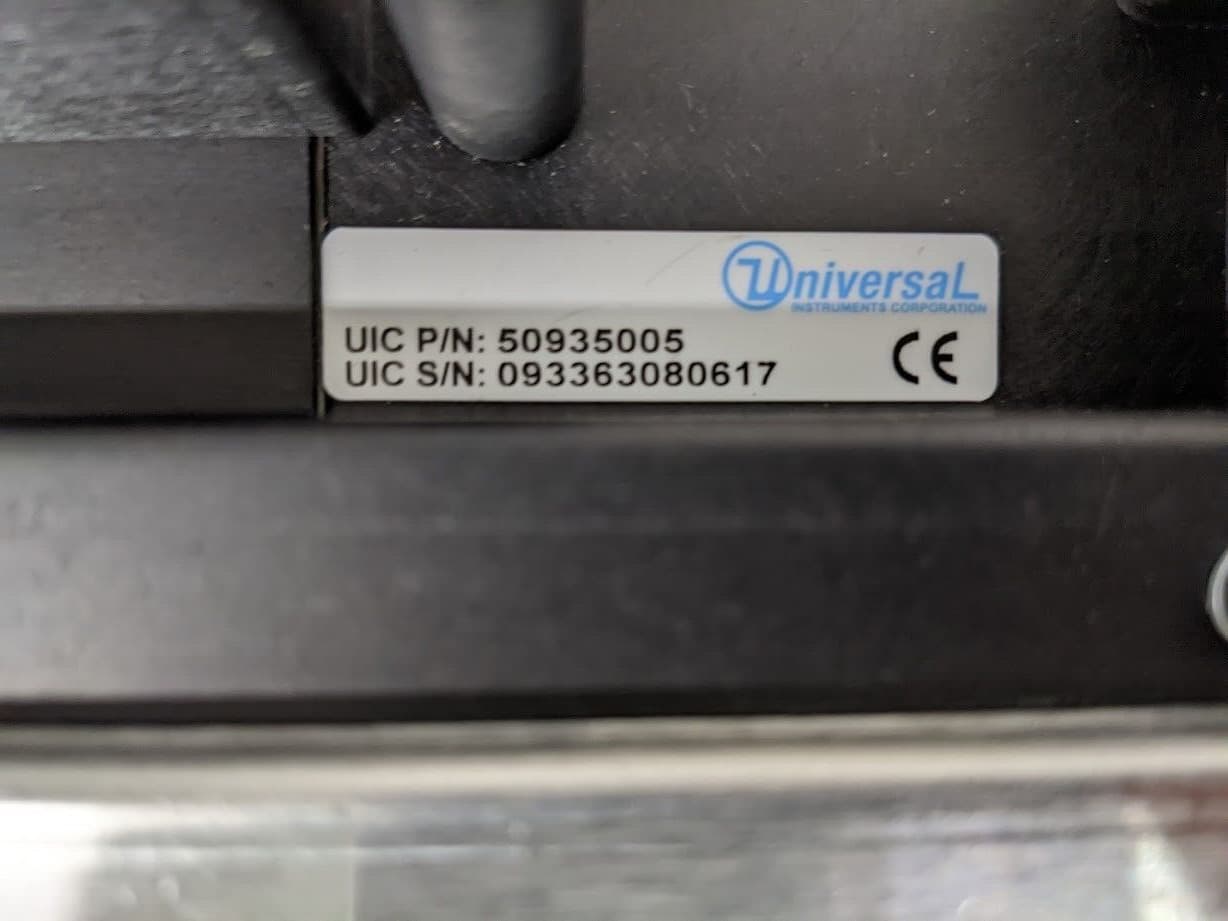 UniversaL
INSTRUMENTS CORPORATION
UIC P/N: 50935005
UIC S/N: 093363080617
CE